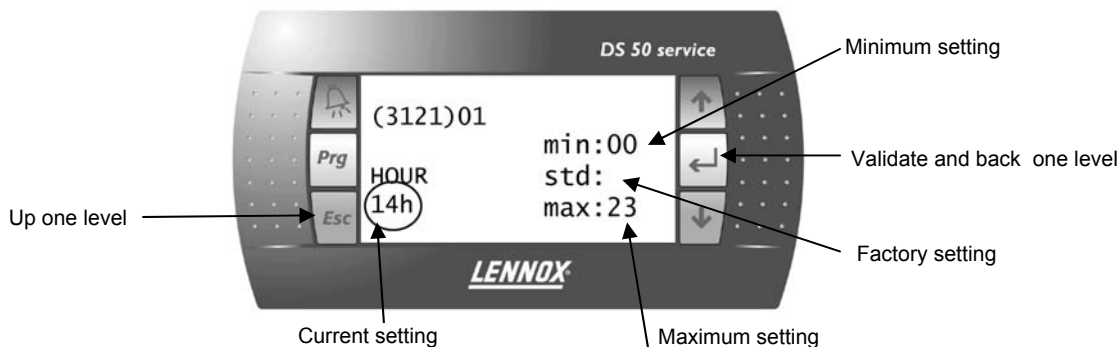 DS 50 service
Minimum setting
(3121)01
min:00
Prg
Validate and back one level
HOUR
std:
14h
max:23
Up one level
Esc
Factory setting
LENNOX
Current setting
Maximum setting